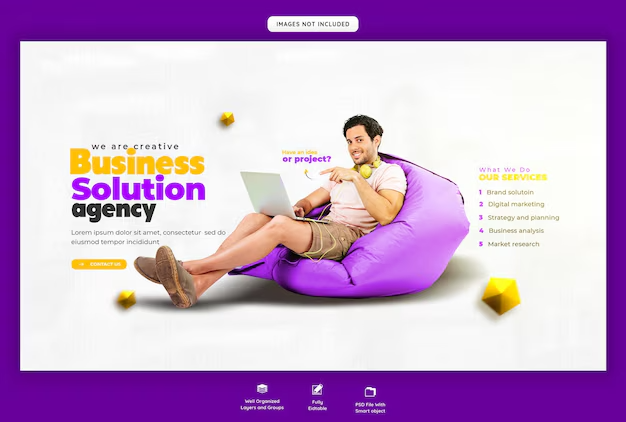 IMAGES NOT INCLUDED
we are creative
Business
Solution
agency
Lorem ipsum dolor sit amet, consectetur sed do
eiusmod tempor incididunt
CONTACT US
Have an idea
or project?
What We Do
OUR SERVICES
1 Brand solutoin
2 Digital marketing
3 Strategy and planning
4 Business analysis
5 Market research
Well Organized
Layers and Groups
Fully
Eidtable
PSD File With
Smart object